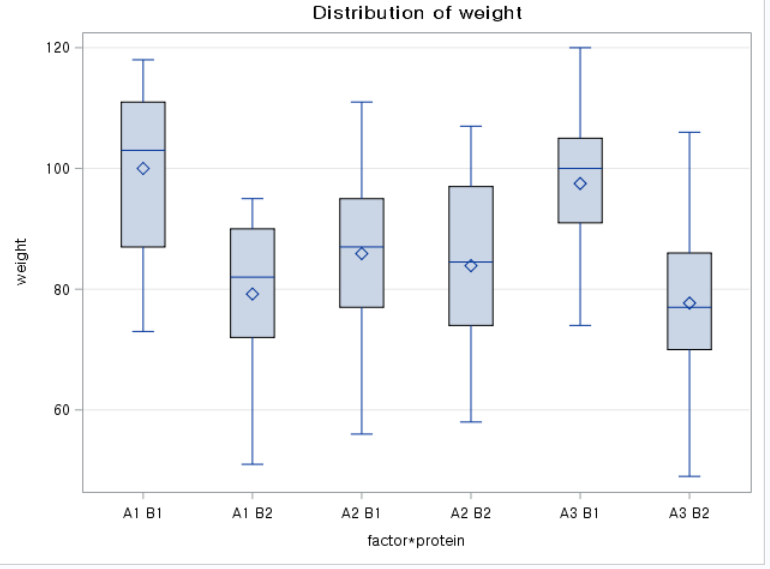 Distribution of weight
120
100
80
60
weight
A1 B1
A1 B2
A2 B1
A2 B2
A3 B1
A3 B2
factor*protein